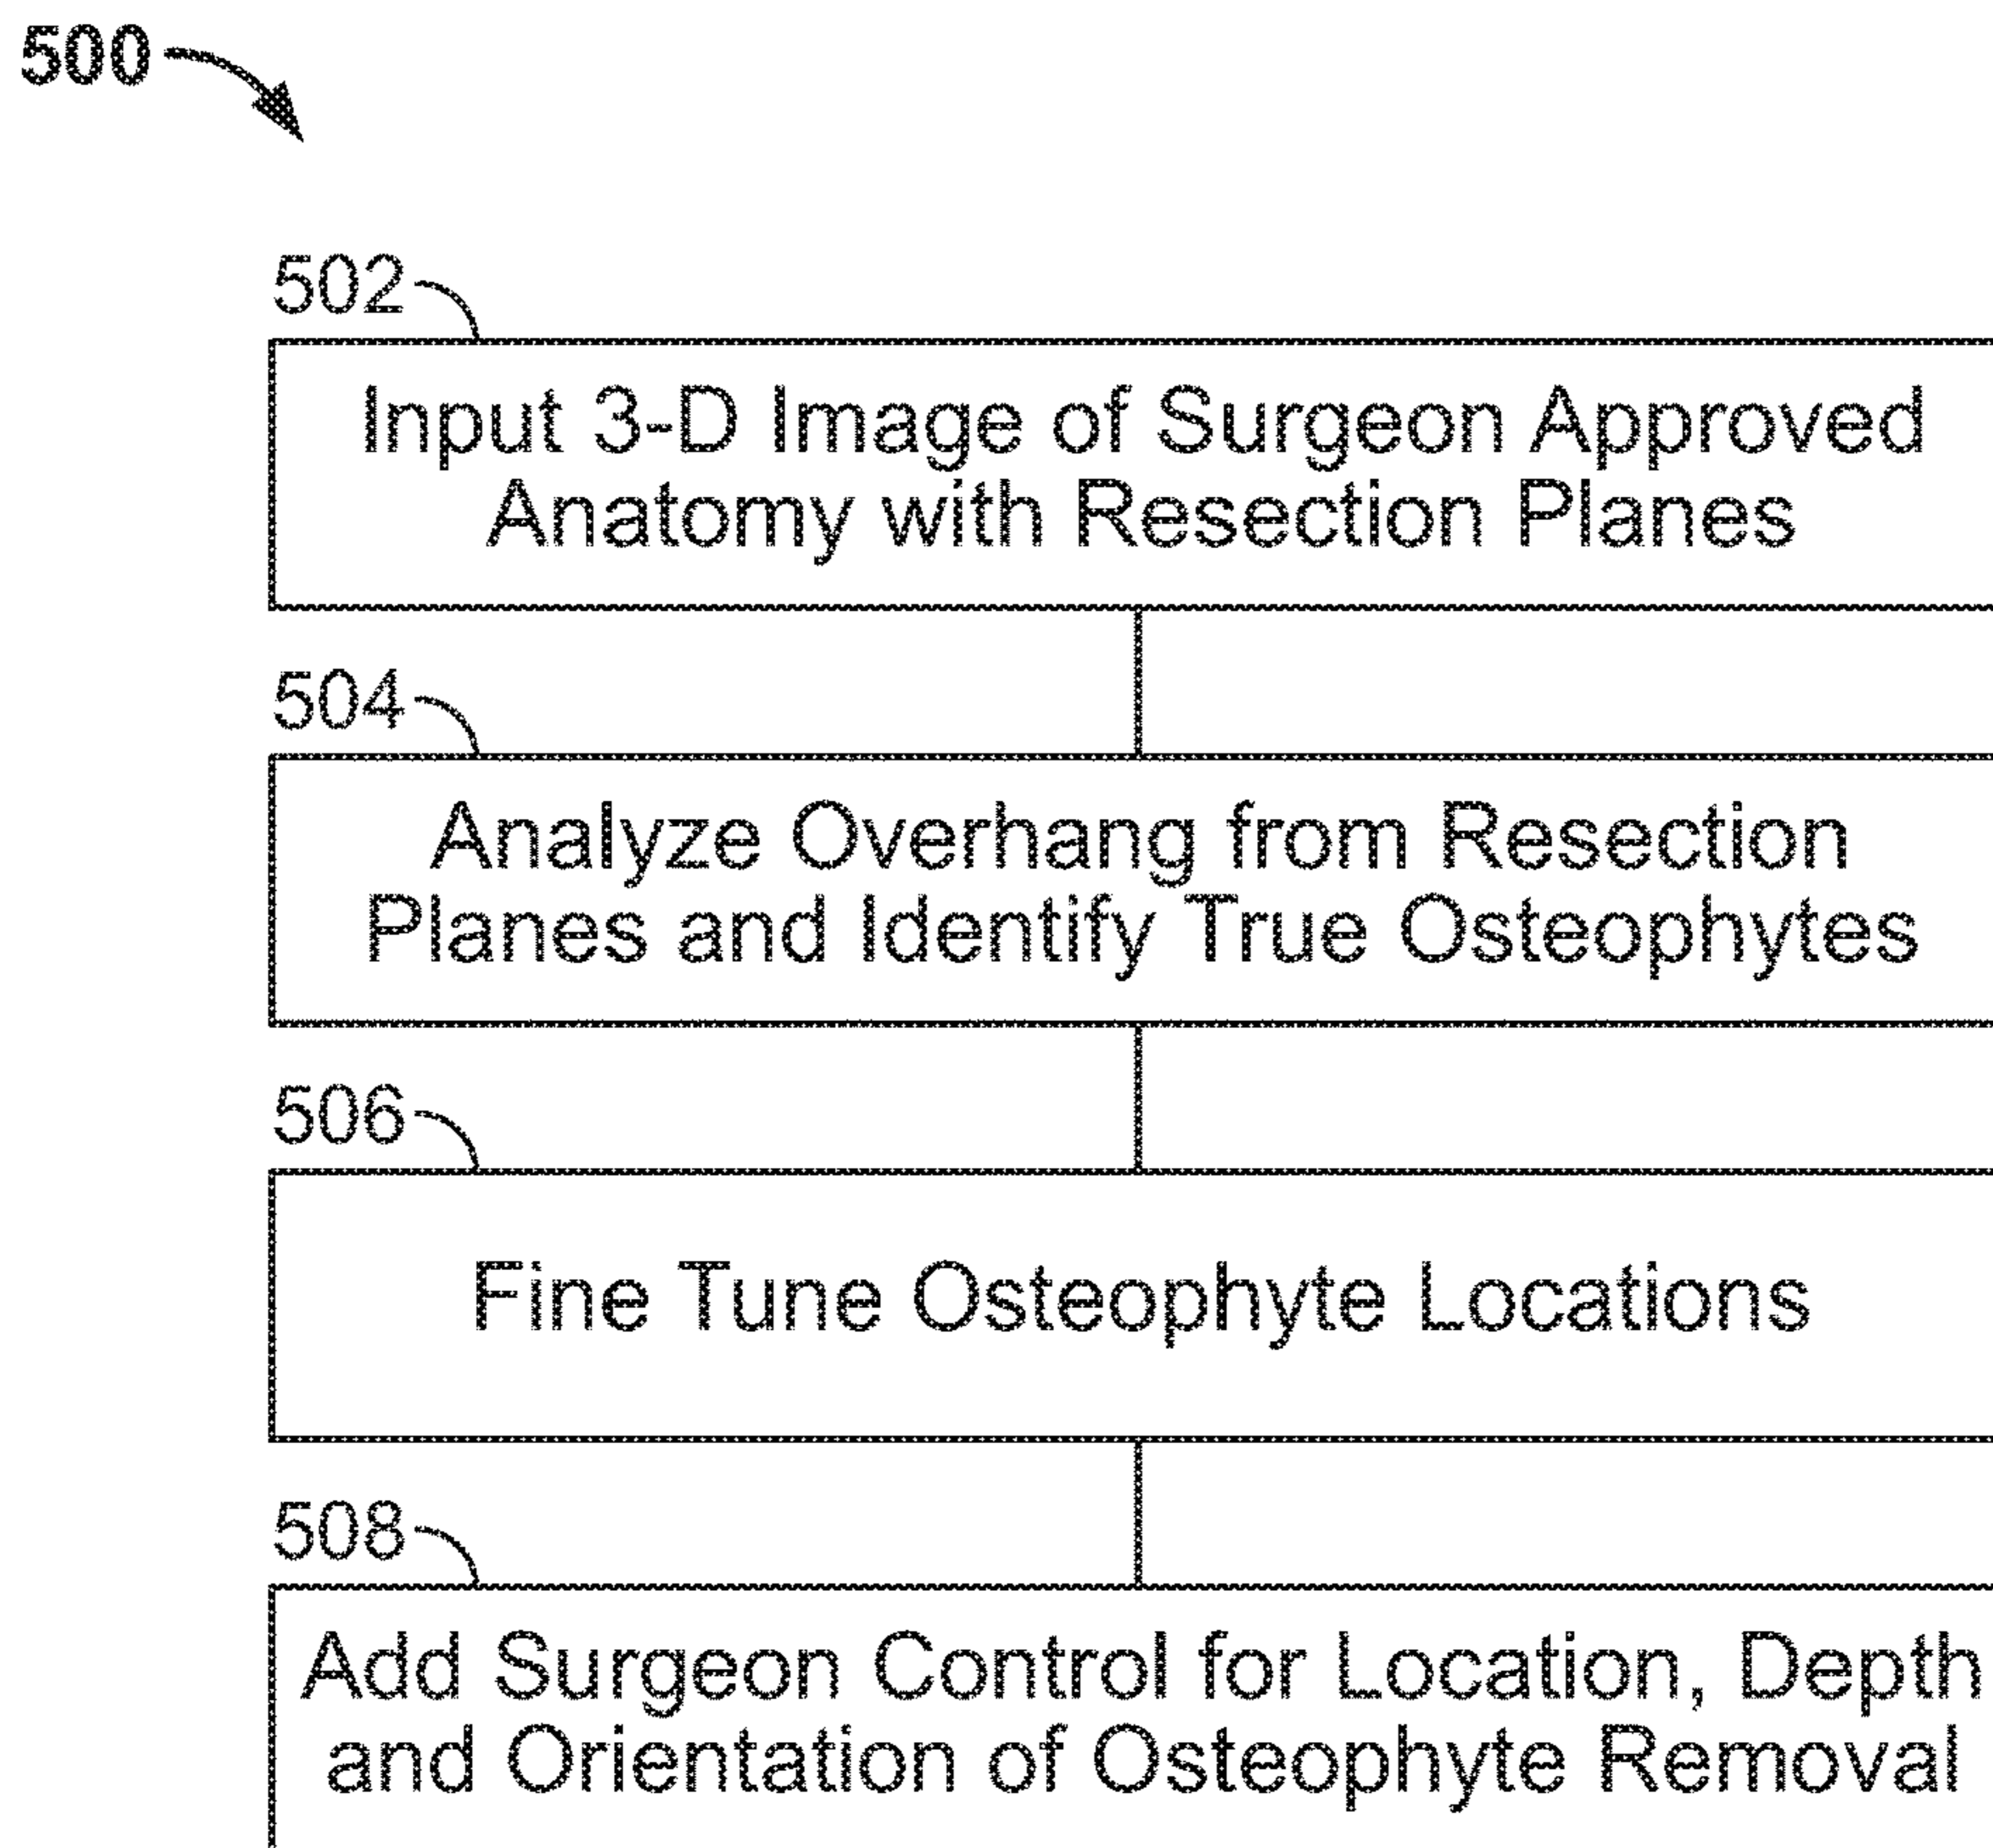 500
502
Input 3-D Image of Surgeon Approved
Anatomy with Resection Planes
504
Analyze Overhang from Resection
Planes and Identify True Osteophytes
506
Fine Tune Osteophyte Locations
508
Add Surgeon Control for Location, Depth
and Orientation of Osteophyte Removal